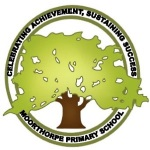 CELEBRATING ACHIEVEMENT, SUSTAINING SUCCESS
MOORTHORPE PRIMARY SCHOOL